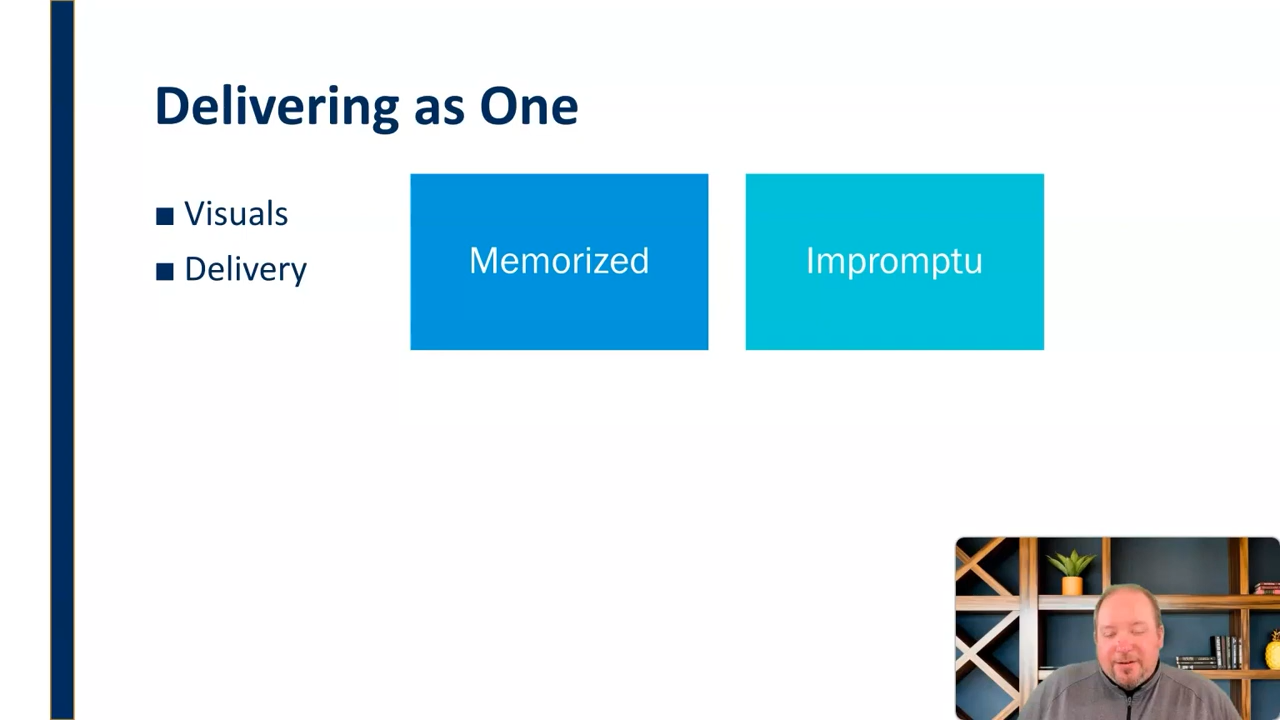 Delivering as One
■ Visuals
■ Delivery
Memorized
Impromptu